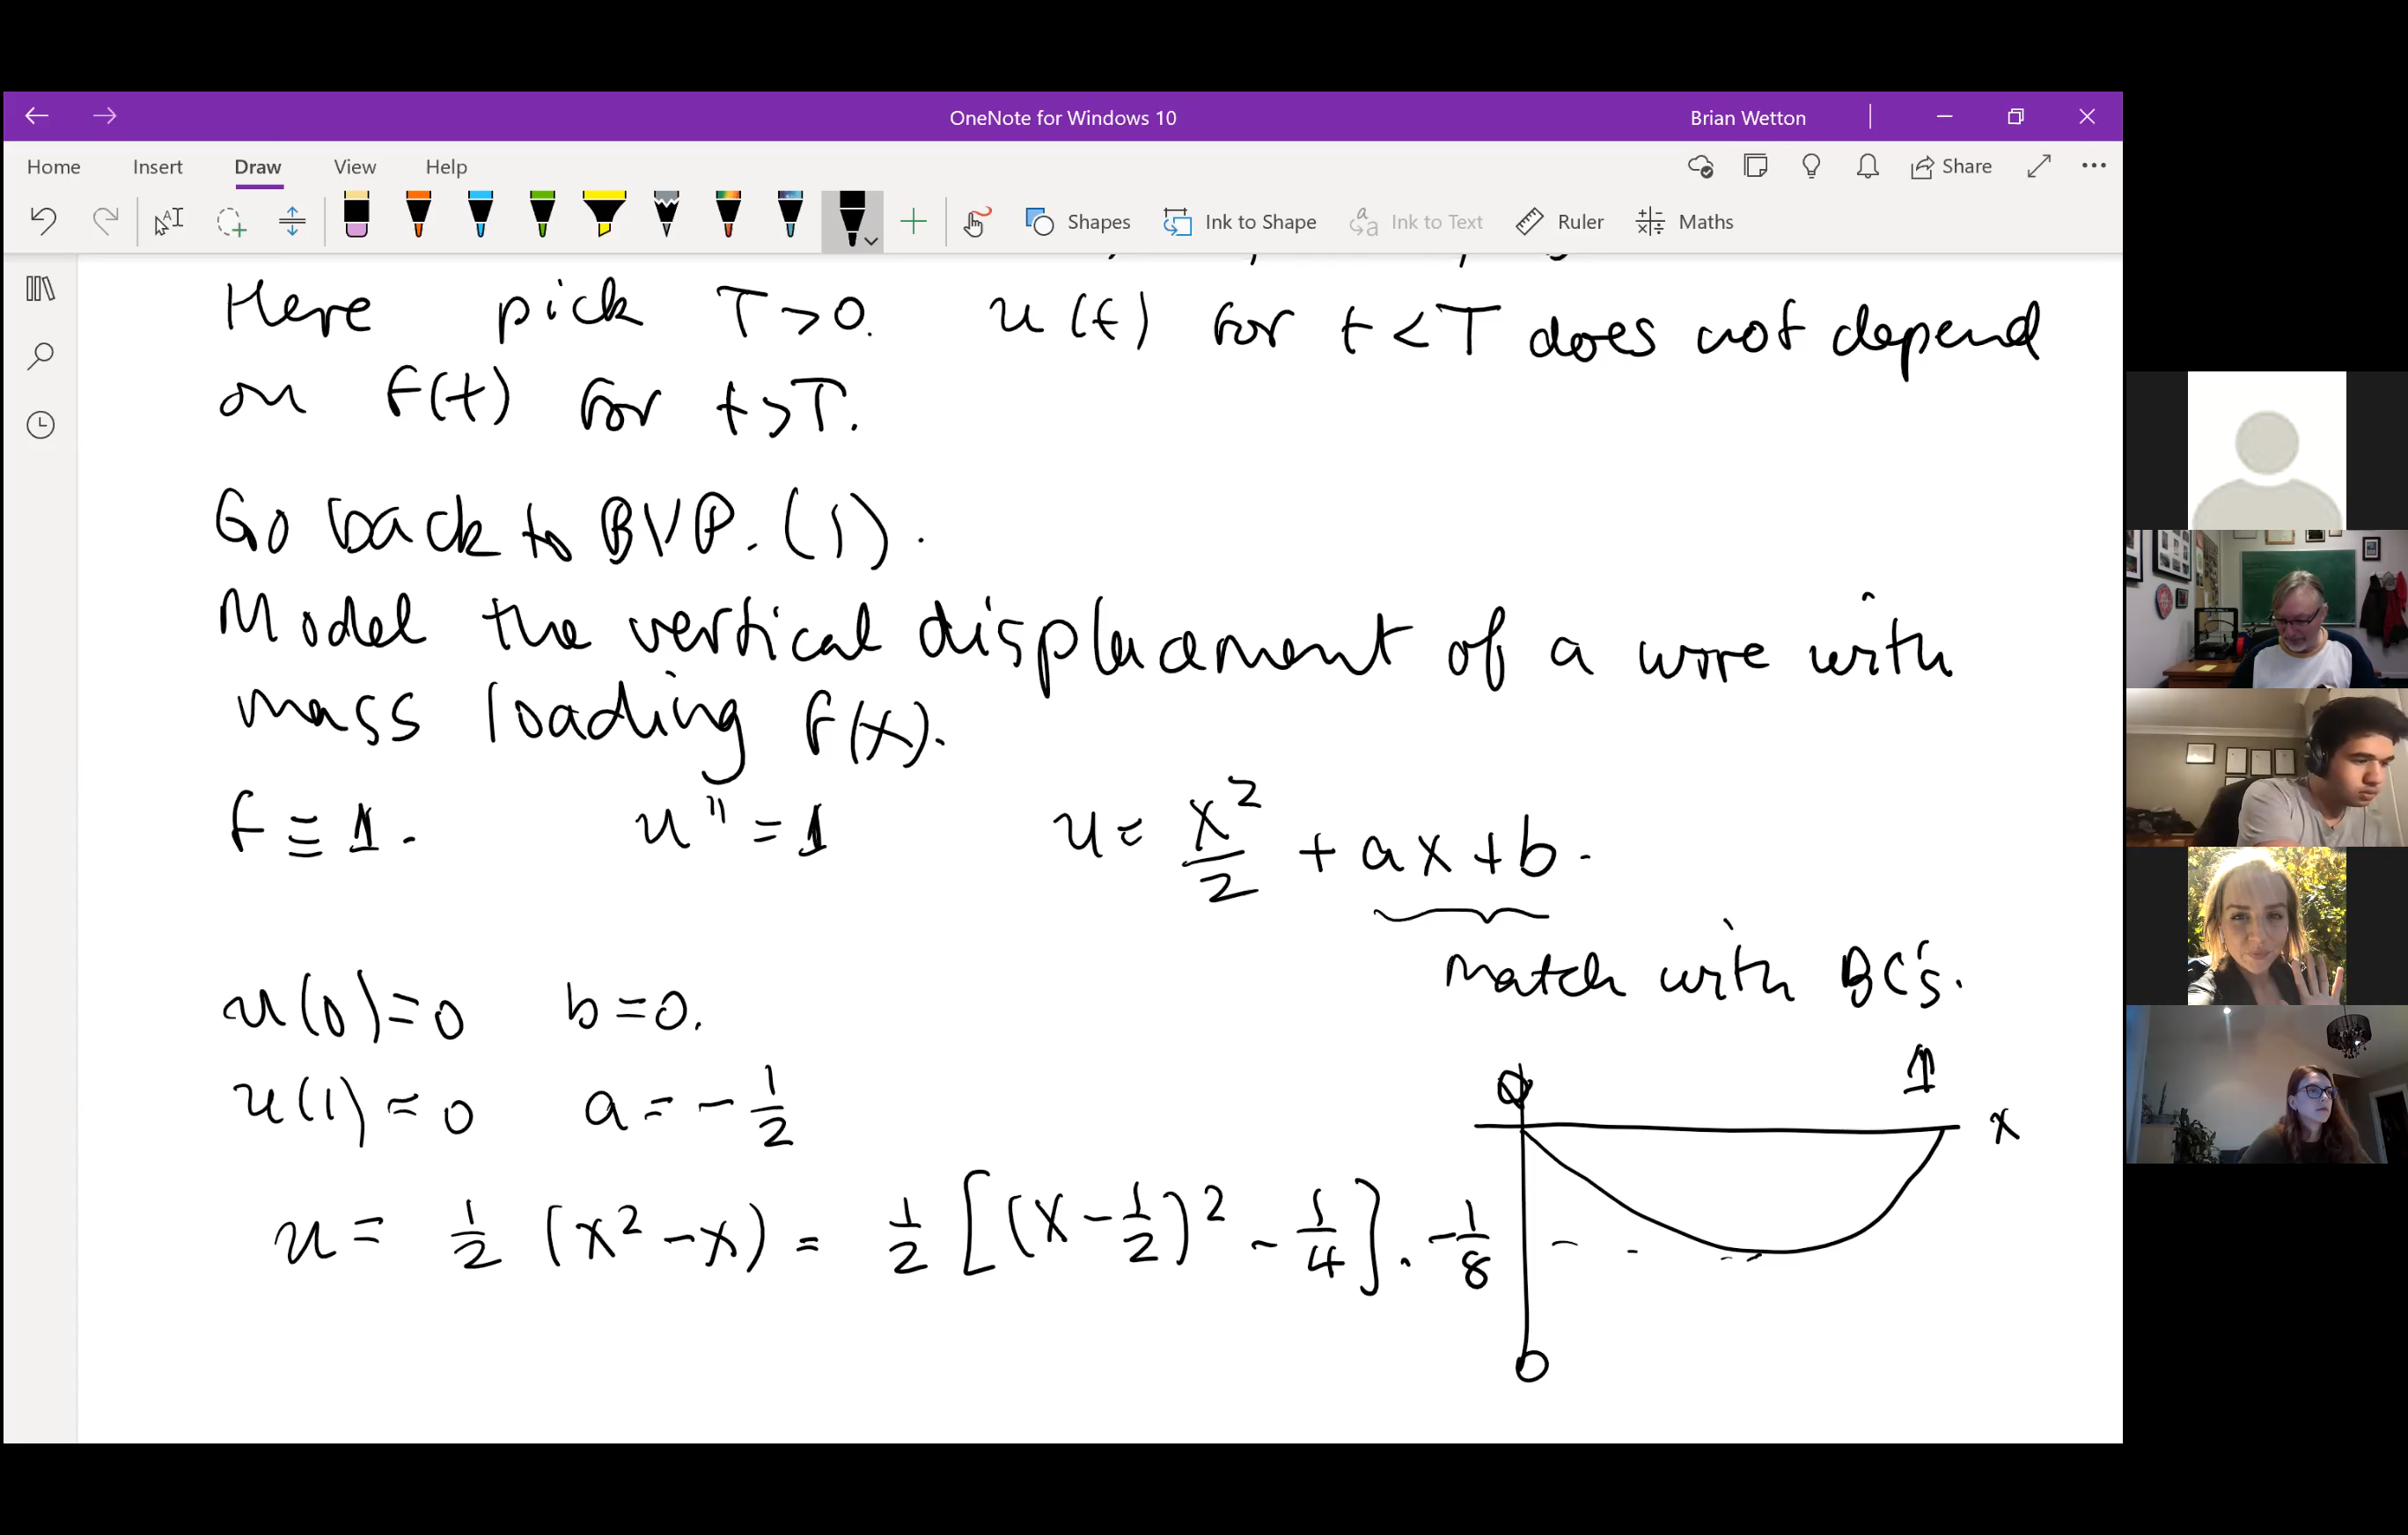 OneNote for Windows 10
Brian Wetton
Home Insert Draw View Help
Share
Shapes Ink to Shape Ink to Text Ruler Maths
Here pick T>0. u(t) for t<T does not depend
on f(t) for t>T.
Go back to BVP. (1).
Model the vertical displacement of a wire with
mass loading f(x).
f ≡ 1. u'' = 1 u = x²/2 + ax + b.
match with BC's.
u(0)=0 b=0.
u(1)=0 a=-1/2
u = 1/2 (x²-x) = 1/2 [(x-1/2)² - 1/4].
0 1
x
-1/8